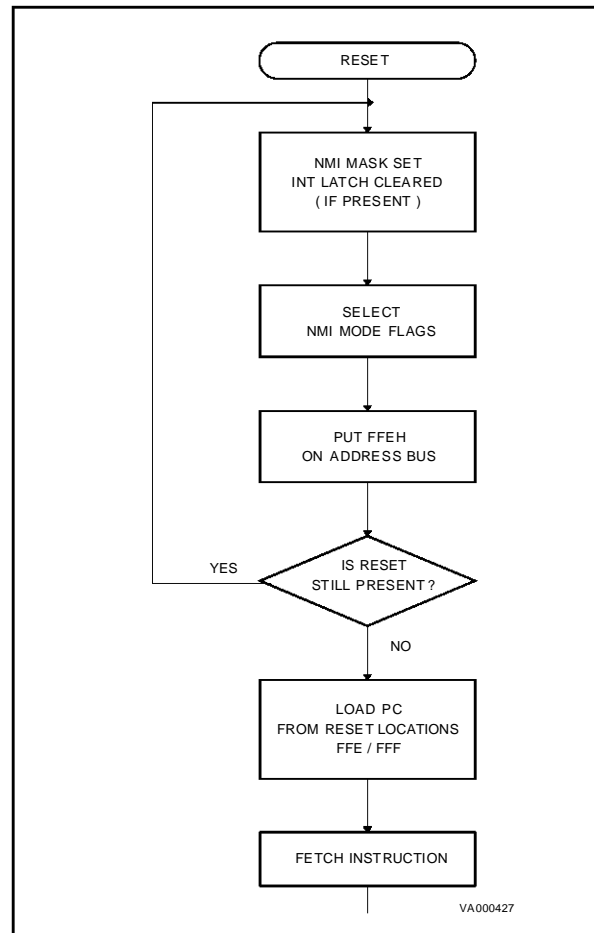 RESET
NMI MASK SET
INT LATCH CLEARED
( IF PRESENT )
SELECT
NMI MODE FLAGS
PUT FFEH
ON ADDRESS BUS
IS RESET
STILL PRESENT ?
YES
NO
LOAD PC
FROM RESET LOCATIONS
FFE / FFF
FETCH INSTRUCTION
VA000427